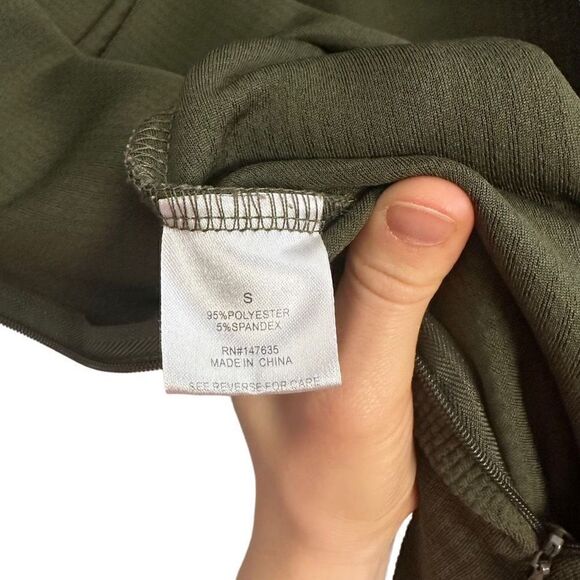 S
95%POLYESTER
5%SPANDEX
RN#147635
MADE IN CHINA
SEE REVERSE FOR CARE